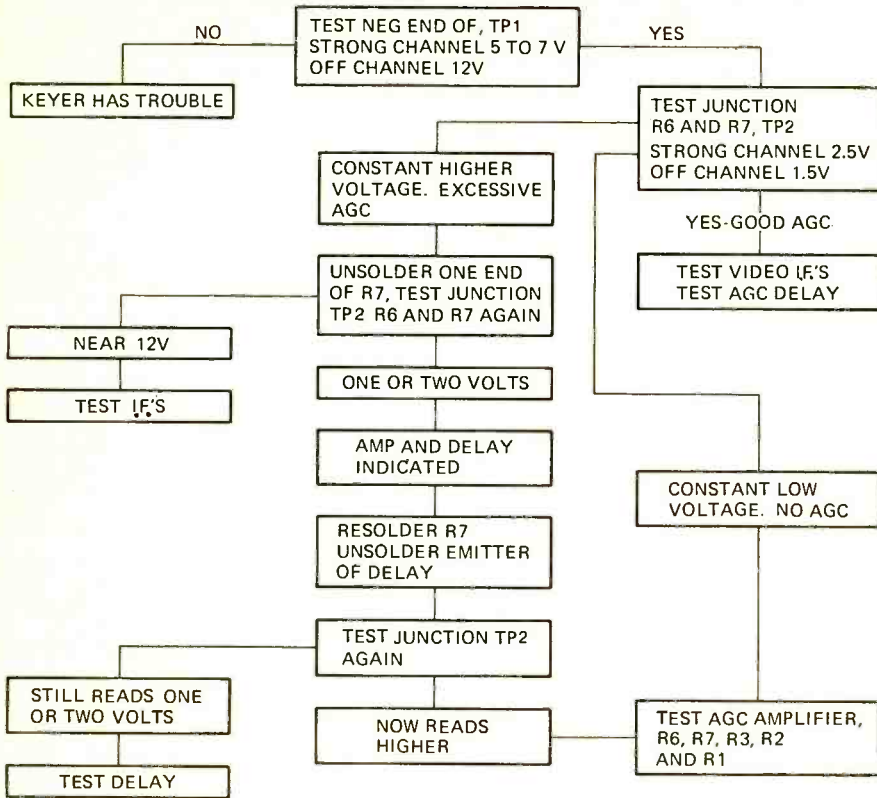 TEST NEG END OF, TP1
STRONG CHANNEL 5 TO 7 V
OFF CHANNEL 12V
NO
YES
KEYER HAS TROUBLE
TEST JUNCTION
R6 AND R7, TP2
STRONG CHANNEL 2.5V
OFF CHANNEL 1.5V
CONSTANT HIGHER
VOLTAGE. EXCESSIVE
AGC
YES-GOOD AGC
TEST VIDEO I.F.'S
TEST AGC DELAY
UNSOLDER ONE END
OF R7, TEST JUNCTION
TP2 R6 AND R7 AGAIN
NEAR 12V
TEST I.F.'S
ONE OR TWO VOLTS
AMP AND DELAY
INDICATED
CONSTANT LOW
VOLTAGE. NO AGC
RESOLDER R7
UNSOLDER EMITTER
OF DELAY
TEST JUNCTION TP2
AGAIN
STILL READS ONE
OR TWO VOLTS
TEST DELAY
NOW READS
HIGHER
TEST AGC AMPLIFIER,
R6, R7, R3, R2
AND R1